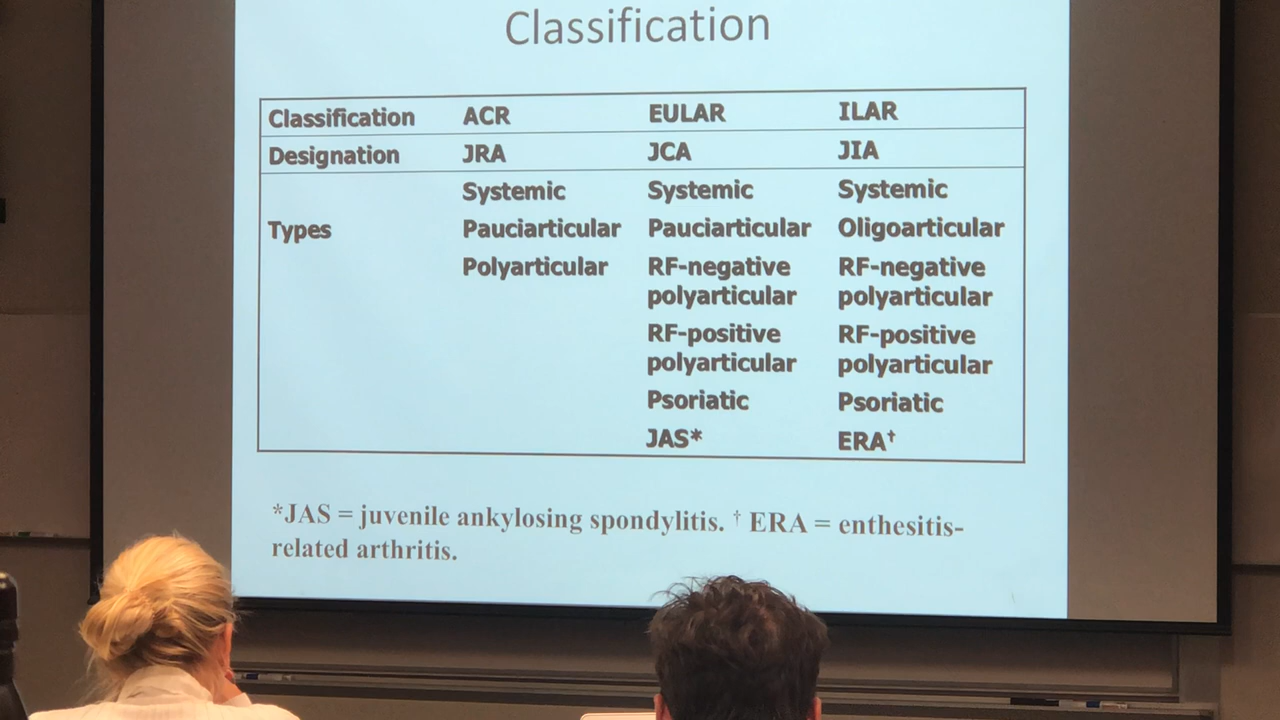 Classification
Classification ACR EULAR ILAR
Designation JRA JCA JIA
Systemic Systemic Systemic
Types Pauciarticular Pauciarticular Oligoarticular
Polyarticular RF-negative RF-negative
polyarticular polyarticular
RF-positive RF-positive
polyarticular polyarticular
Psoriatic Psoriatic
JAS* ERA†
*JAS = juvenile ankylosing spondylitis. † ERA = enthesitis-
related arthritis.